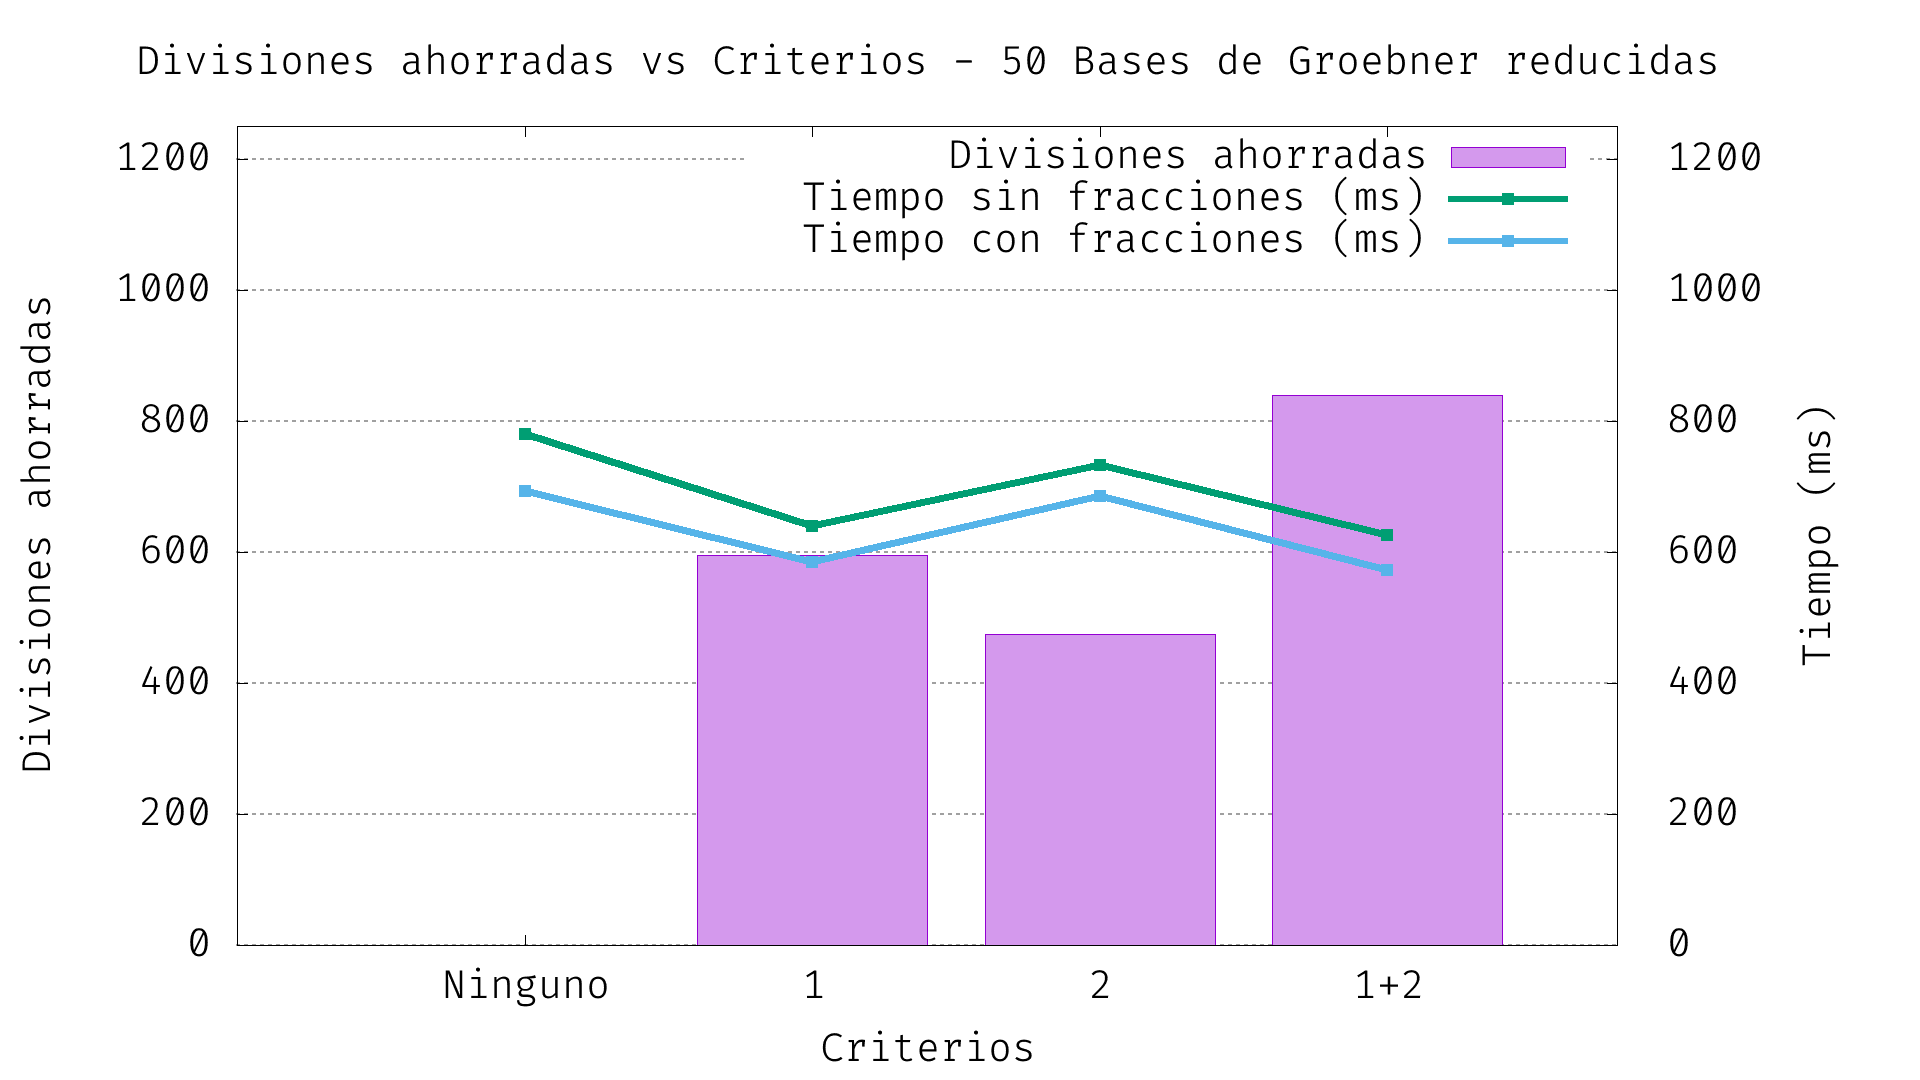 Divisiones ahorradas vs Criterios - 50 Bases de Groebner reducidas
Divisiones ahorradas
Tiempo sin fracciones (ms)
Tiempo con fracciones (ms)
1200
1000
800
600
400
200
0
Divisiones ahorradas
1200
1000
800
600
400
200
0
Tiempo (ms)
Ninguno 1 2 1+2
Criterios